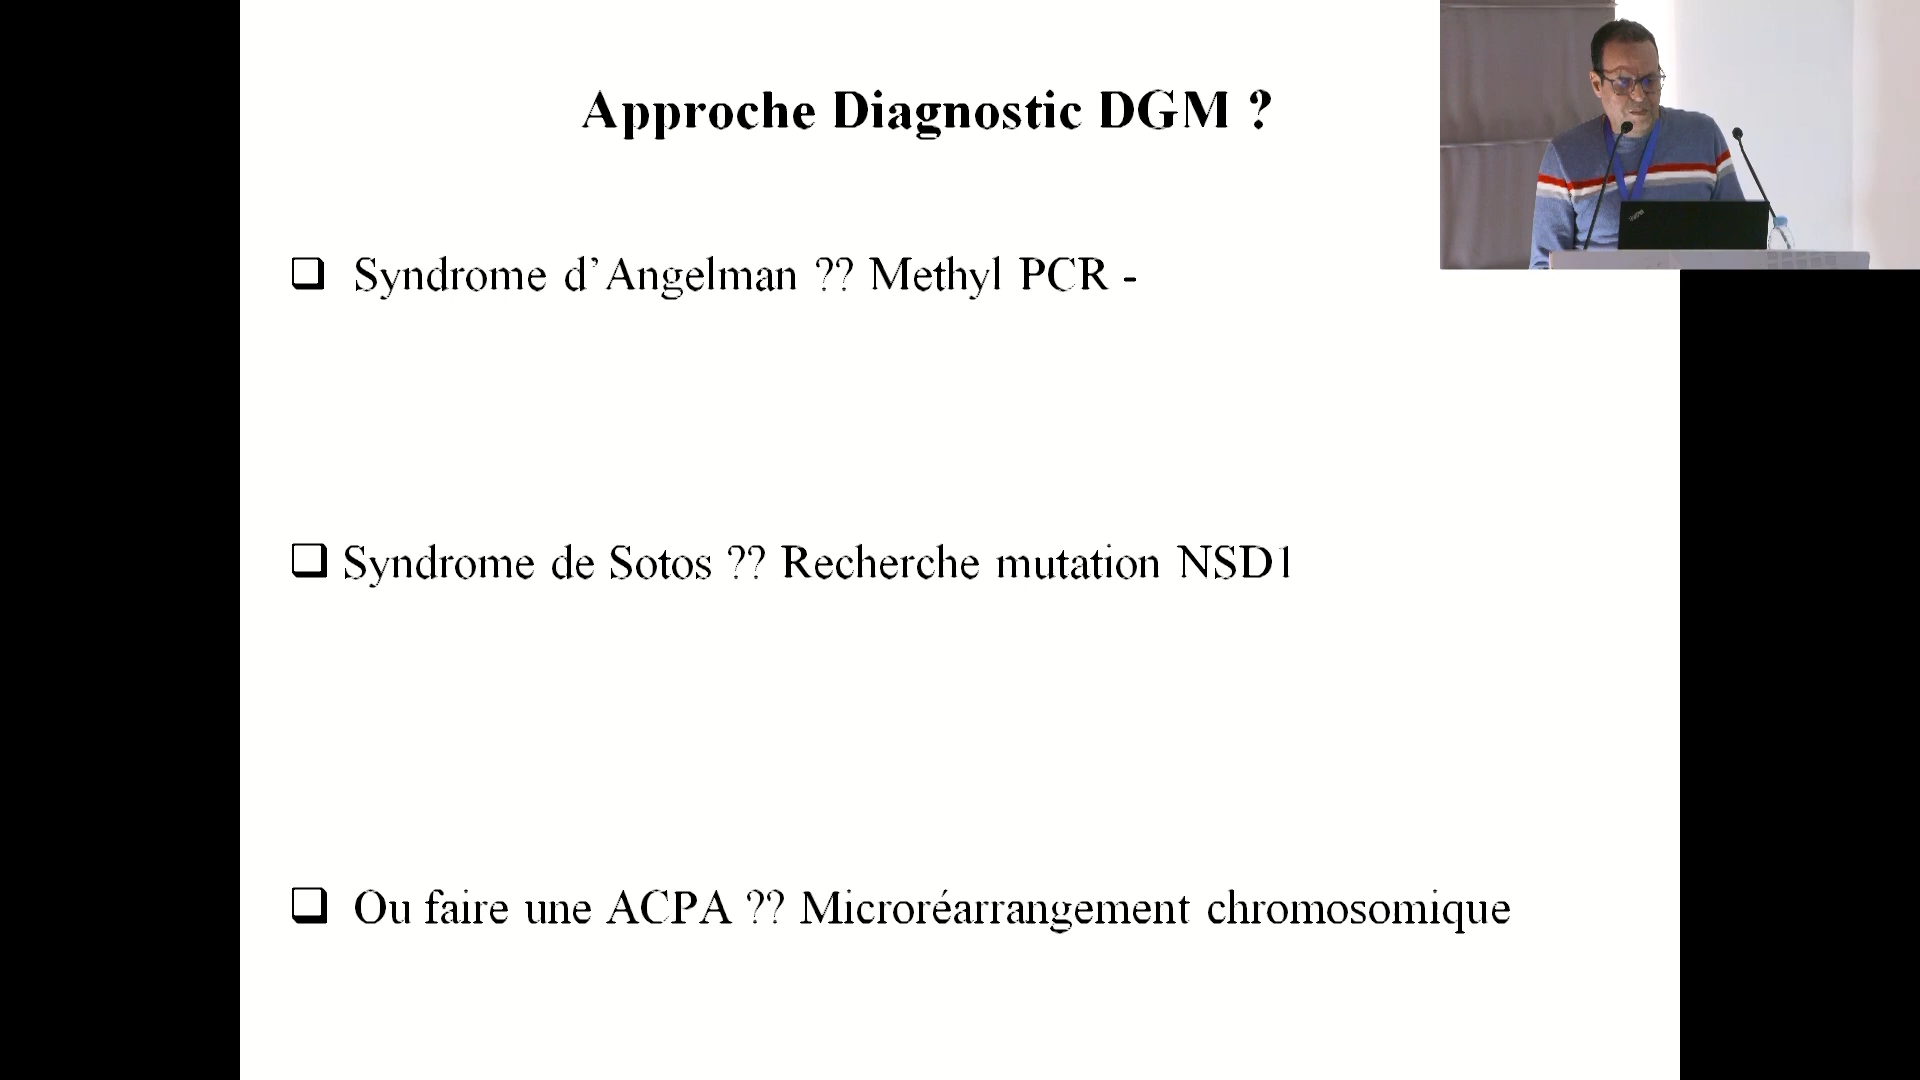 Approche Diagnostic DGM ?
❑ Syndrome d’Angelman ?? Methyl PCR -
❑ Syndrome de Sotos ?? Recherche mutation NSD1
❑ Ou faire une ACPA ?? Microréarrangement chromosomique